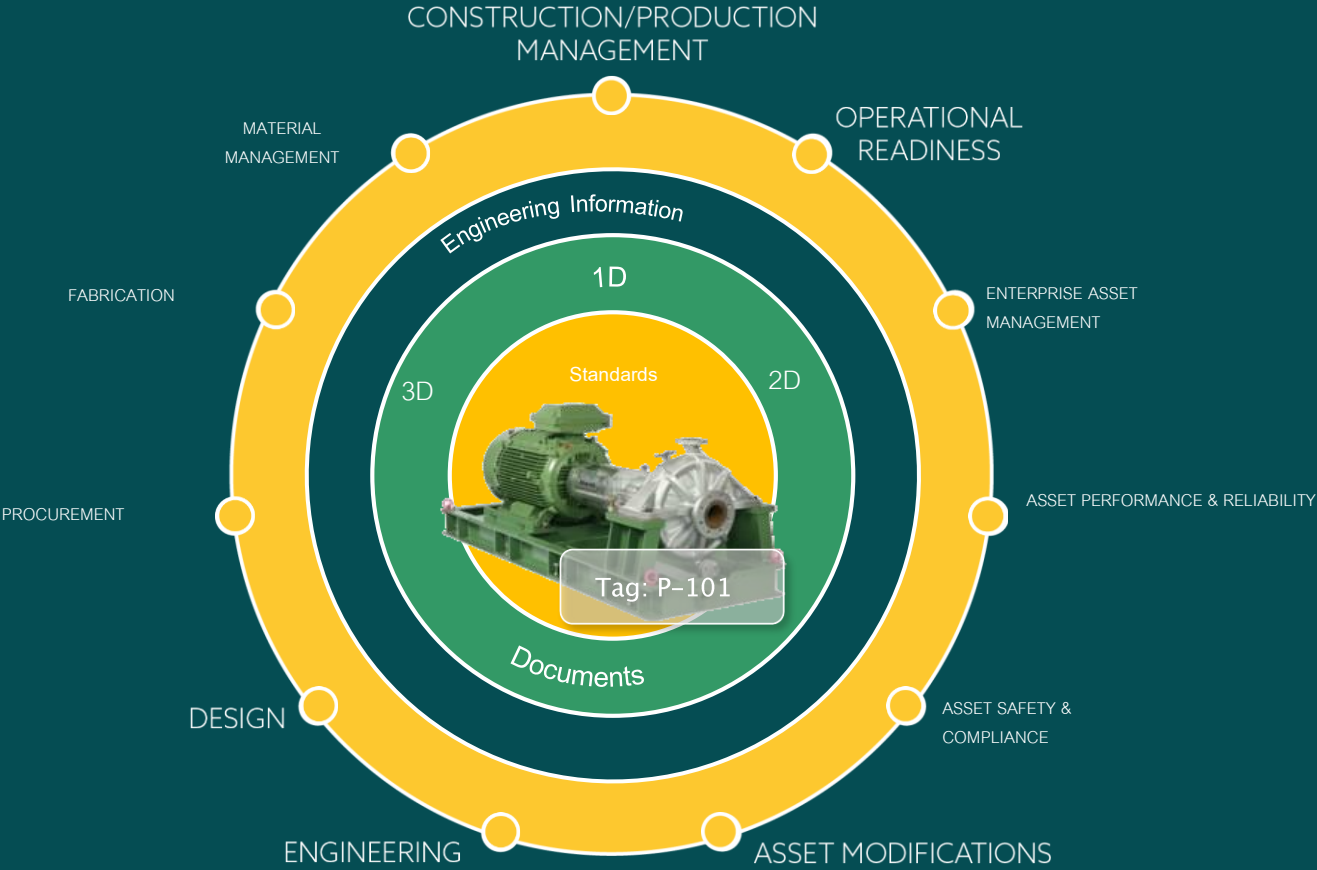 CONSTRUCTION/PRODUCTION
MANAGEMENT
OPERATIONAL
READINESS
MATERIAL
MANAGEMENT
Engineering Information
1D
FABRICATION
ENTERPRISE ASSET
MANAGEMENT
Standards
3D
2D
PROCUREMENT
ASSET PERFORMANCE & RELIABILITY
Tag: P-101
Documents
DESIGN
ASSET SAFETY &
COMPLIANCE
ENGINEERING
ASSET MODIFICATIONS